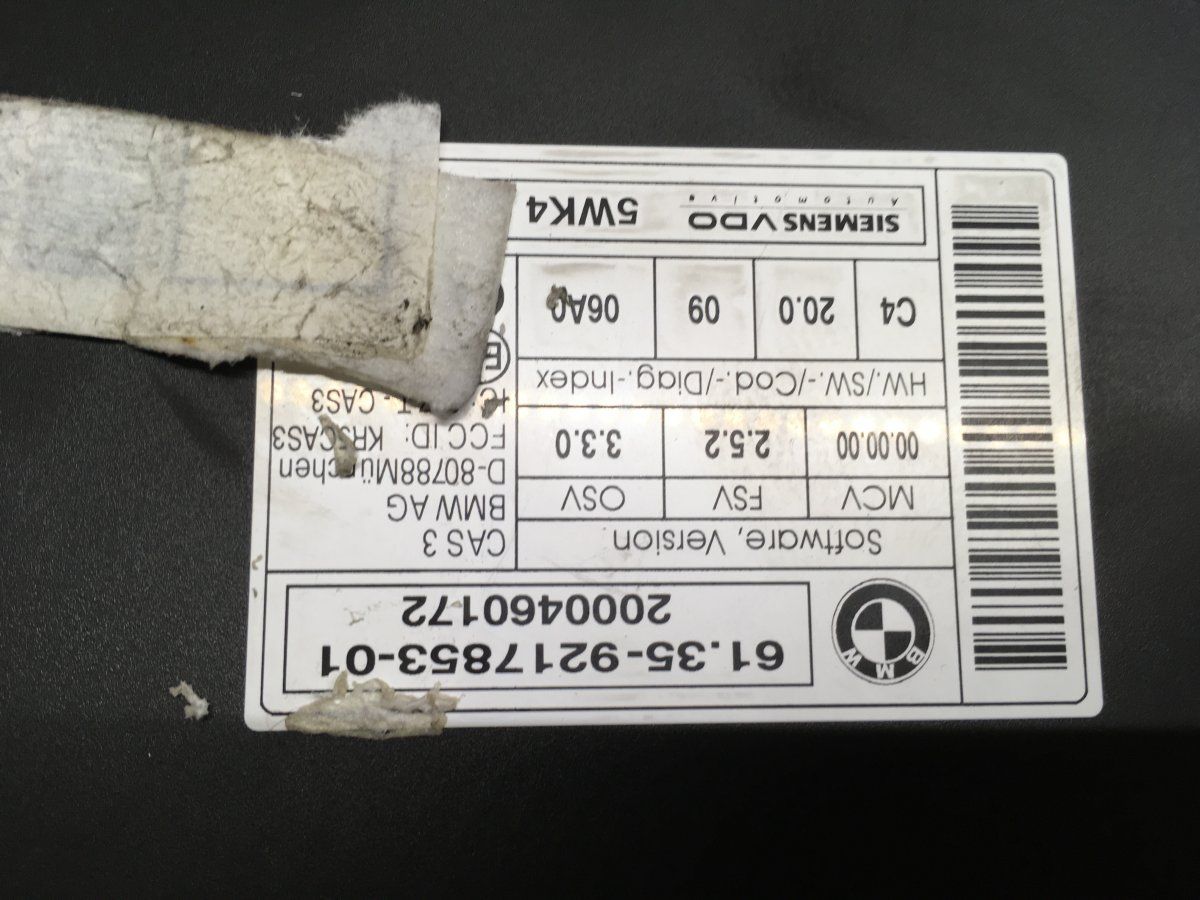 BMW
61.35-9217853-01
2000460172
Software, Version
MCV FSV OSV
00.00.00 2.5.2 3.3.0
HW./SW.-/Cod.-/Diag.-Index
C4 20.0 09 06A0
SIEMENS VDO 5WK4
Automotive
CAS 3
BMW AG
D-80788München
FCC ID: KR5CAS3
CAS3